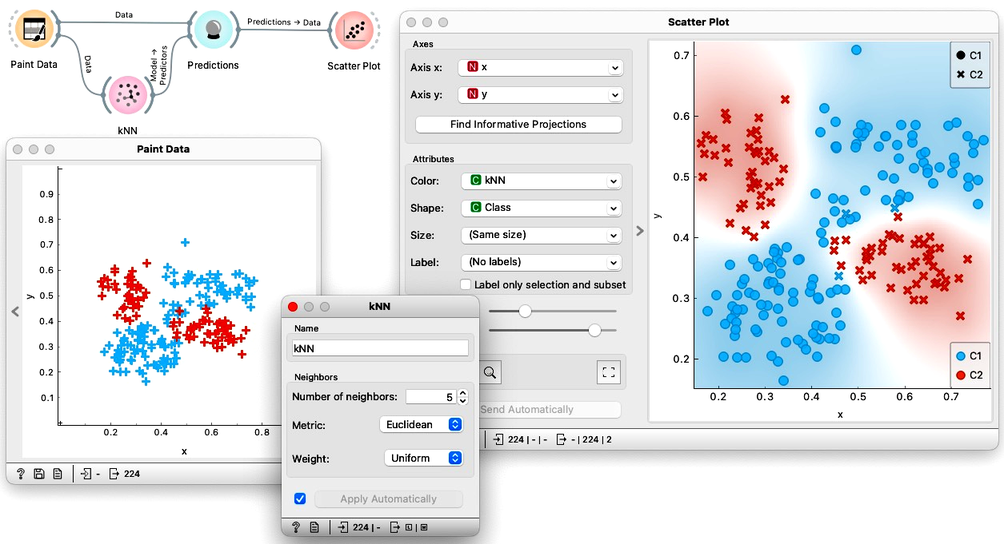 Data
Predictions → Data
Data
Model → Predictors
Paint Data
Predictions
Scatter Plot
kNN
Paint Data
y
0.9
0.8
0.7
0.6
0.5
0.4
0.3
0.2
0.1
0.2
0.4
0.6
0.8
x
?
-
224
kNN
Name
kNN
Neighbors
Number of neighbors:
5
Metric:
Euclidean
Weight:
Uniform
Apply Automatically
?
224 | -
|
Scatter Plot
Axes
Axis x:
N x
Axis y:
N y
Find Informative Projections
Attributes
Color:
C kNN
Shape:
C Class
Size:
(Same size)
Label:
(No labels)
Label only selection and subset
Send Automatically
224 | - | -
- | 224 | 2
0.7
0.6
0.5
0.4
0.3
0.2
y
0.2
0.3
0.4
0.5
0.6
0.7
x
C1
C2
C1
C2